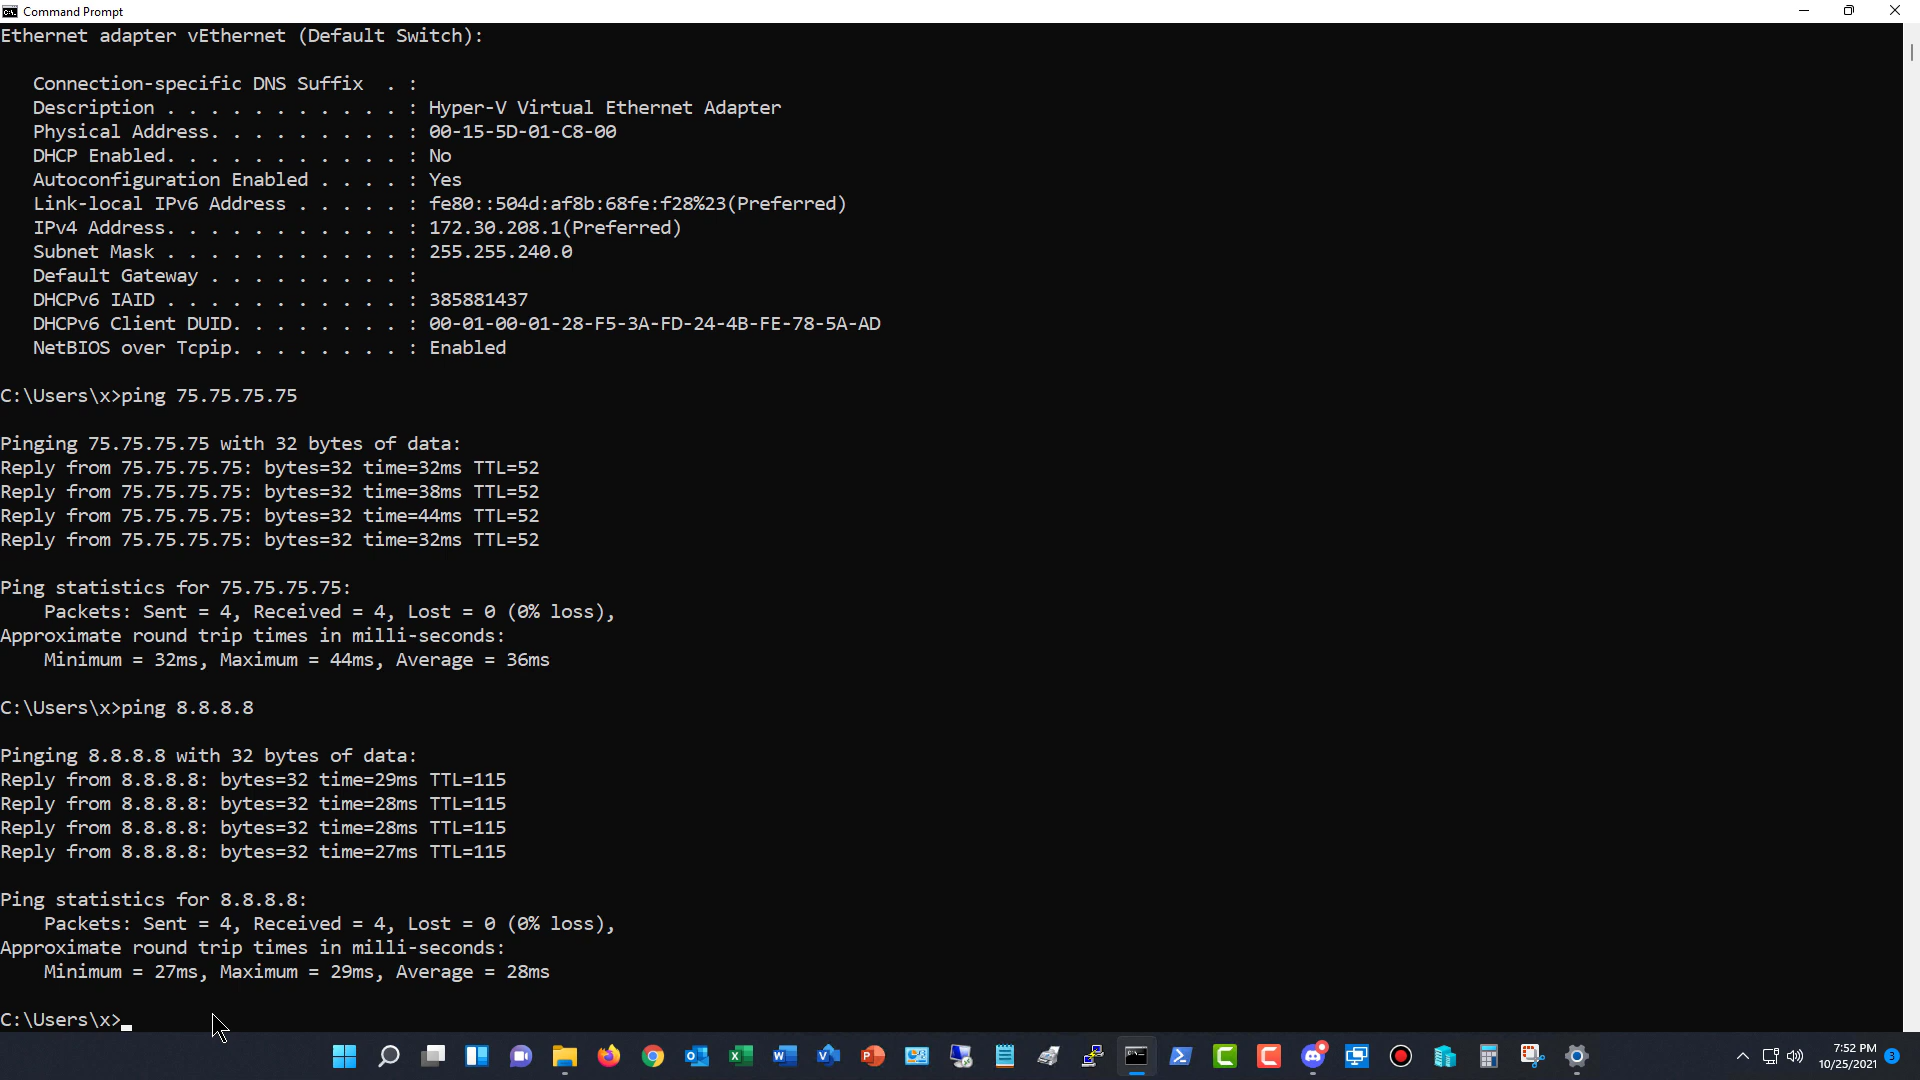 Command Prompt
Ethernet adapter vEthernet (Default Switch):
Connection-specific DNS Suffix  . :
Description . . . . . . . . . . . : Hyper-V Virtual Ethernet Adapter
Physical Address. . . . . . . . . : 00-15-5D-01-C8-00
DHCP Enabled. . . . . . . . . . . : No
Autoconfiguration Enabled . . . . : Yes
Link-local IPv6 Address . . . . . : fe80::504d:af8b:68fe:f28%23(Preferred)
IPv4 Address. . . . . . . . . . . : 172.30.208.1(Preferred)
Subnet Mask . . . . . . . . . . . : 255.255.240.0
Default Gateway . . . . . . . . . :
DHCPv6 IAID . . . . . . . . . . . : 385881437
DHCPv6 Client DUID. . . . . . . . : 00-01-00-01-28-F5-3A-FD-24-4B-FE-78-5A-AD
NetBIOS over Tcpip. . . . . . . . : Enabled
C:\Users\x>ping 75.75.75.75
Pinging 75.75.75.75 with 32 bytes of data:
Reply from 75.75.75.75: bytes=32 time=32ms TTL=52
Reply from 75.75.75.75: bytes=32 time=38ms TTL=52
Reply from 75.75.75.75: bytes=32 time=44ms TTL=52
Reply from 75.75.75.75: bytes=32 time=32ms TTL=52
Ping statistics for 75.75.75.75:
Packets: Sent = 4, Received = 4, Lost = 0 (0% loss),
Approximate round trip times in milli-seconds:
Minimum = 32ms, Maximum = 44ms, Average = 36ms
C:\Users\x>ping 8.8.8.8
Pinging 8.8.8.8 with 32 bytes of data:
Reply from 8.8.8.8: bytes=32 time=29ms TTL=115
Reply from 8.8.8.8: bytes=32 time=28ms TTL=115
Reply from 8.8.8.8: bytes=32 time=28ms TTL=115
Reply from 8.8.8.8: bytes=32 time=27ms TTL=115
Ping statistics for 8.8.8.8:
Packets: Sent = 4, Received = 4, Lost = 0 (0% loss),
Approximate round trip times in milli-seconds:
Minimum = 27ms, Maximum = 29ms, Average = 28ms
C:\Users\x>
7:52 PM
10/25/2021
3